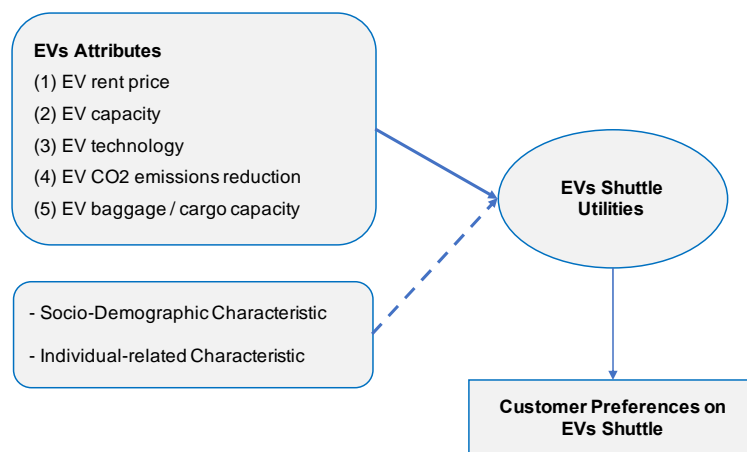 EVs Attributes
(1) EV rent price
(2) EV capacity
(3) EV technology
(4) EV CO2 emissions reduction
(5) EV baggage / cargo capacity
EVs Shuttle
Utilities
- Socio-Demographic Characteristic
- Individual-related Characteristic
Customer Preferences on
EVs Shuttle